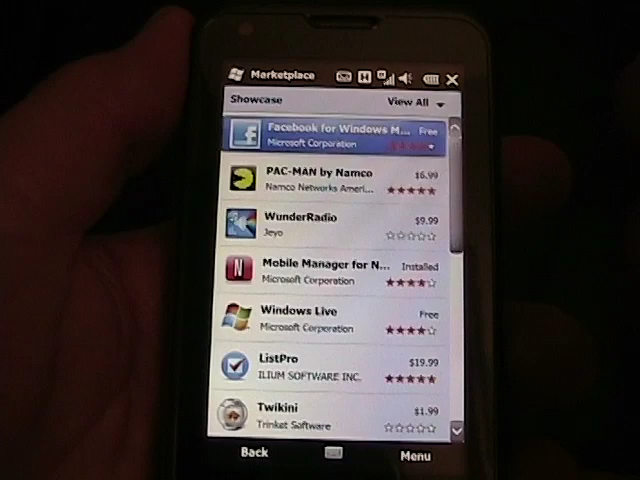 Marketplace
Showcase View All
Facebook for Windows M... Free
Microsoft Corporation
PAC-MAN by Namco $6.99
Namco Networks Ameri...
WunderRadio $9.99
Jeyo
Mobile Manager for N... Installed
Microsoft Corporation
N
Windows Live Free
Microsoft Corporation
ListPro $19.99
ILIUM SOFTWARE INC.
Twikini $1.99
Trinket Software
Back Menu